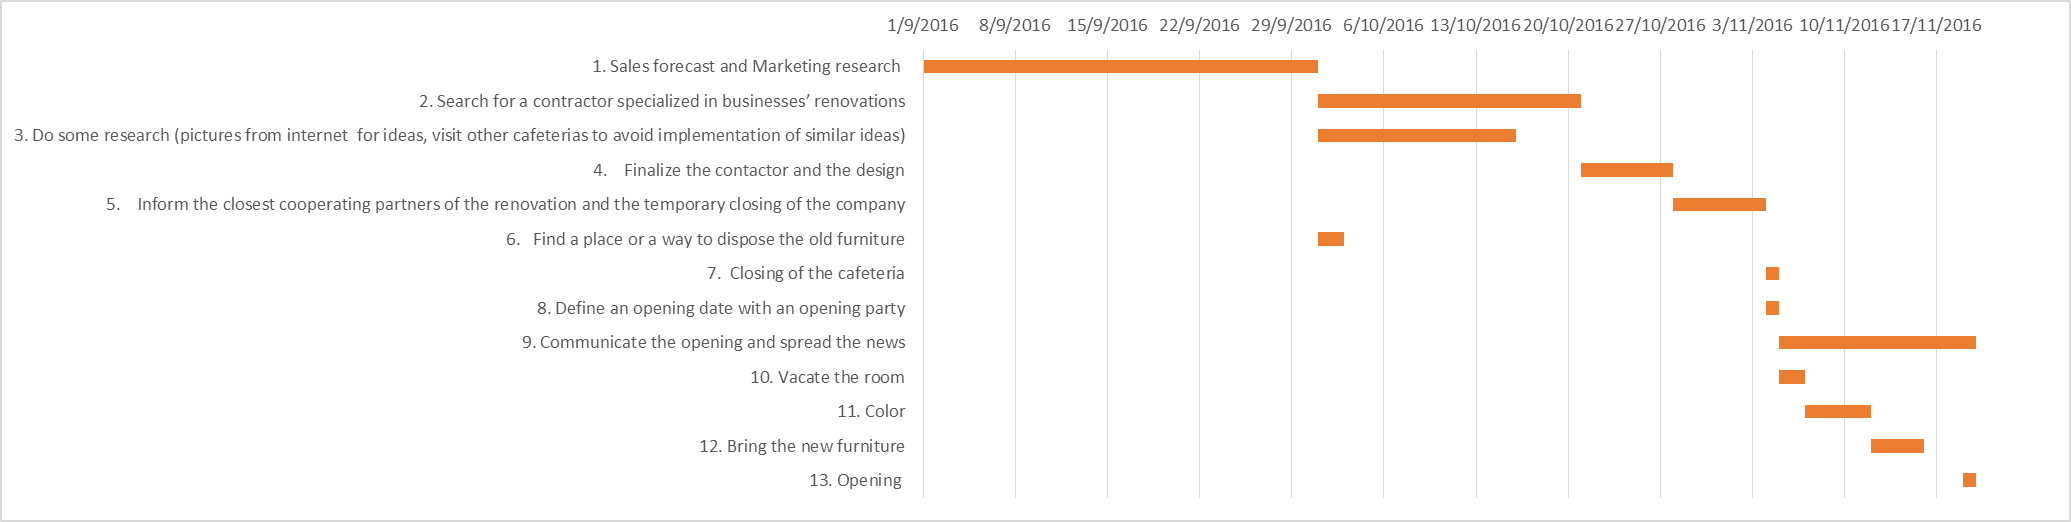 1/9/2016 8/9/2016 15/9/2016 22/9/2016 29/9/2016 6/10/2016 13/10/2016 20/10/2016 27/10/2016 3/11/2016 10/11/2016 17/11/2016
1. Sales forecast and Marketing research
2. Search for a contractor specialized in businesses’ renovations
3. Do some research (pictures from internet  for ideas, visit other cafeterias to avoid implementation of similar ideas)
4.    Finalize the contactor and the design
5.    Inform the closest cooperating partners of the renovation and the temporary closing of the company
6.   Find a place or a way to dispose the old furniture
7.  Closing of the cafeteria
8. Define an opening date with an opening party
9. Communicate the opening and spread the news
10. Vacate the room
11. Color
12. Bring the new furniture
13. Opening